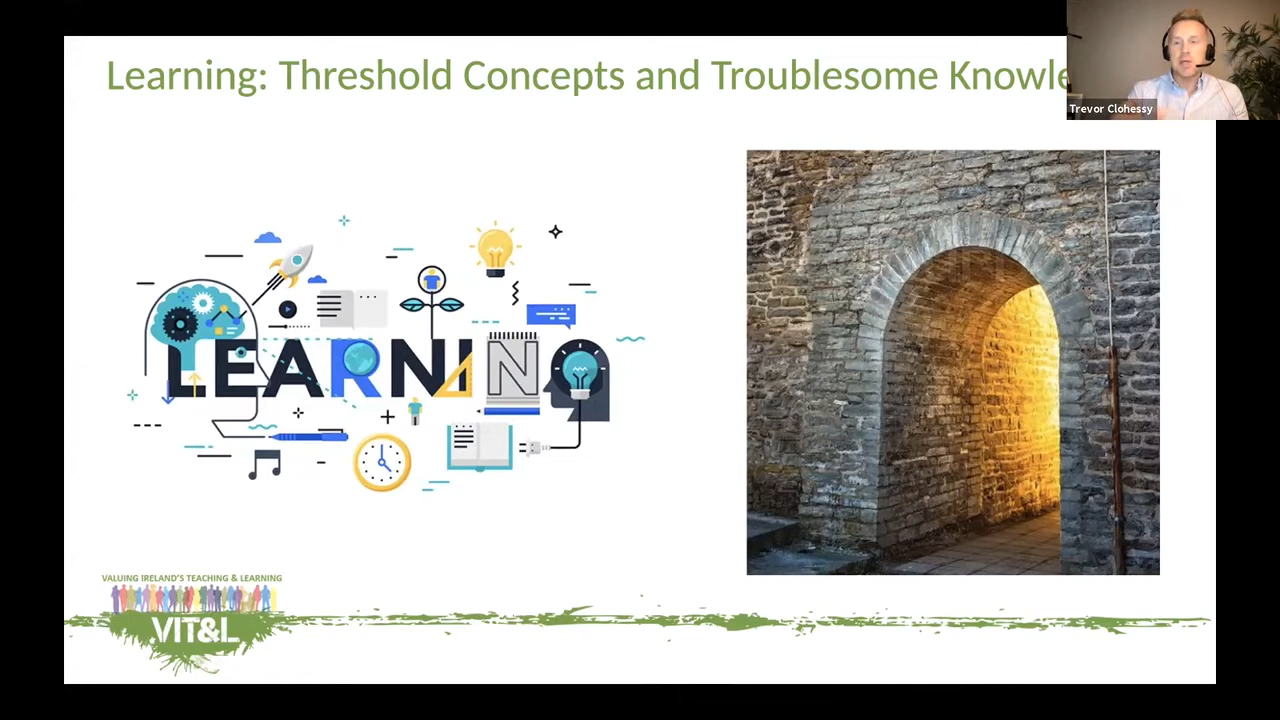 Learning: Threshold Concepts and Troublesome Knowle
Trevor Clohessy
LEARNING
VALUING IRELAND'S TEACHING & LEARNING
VIT&L